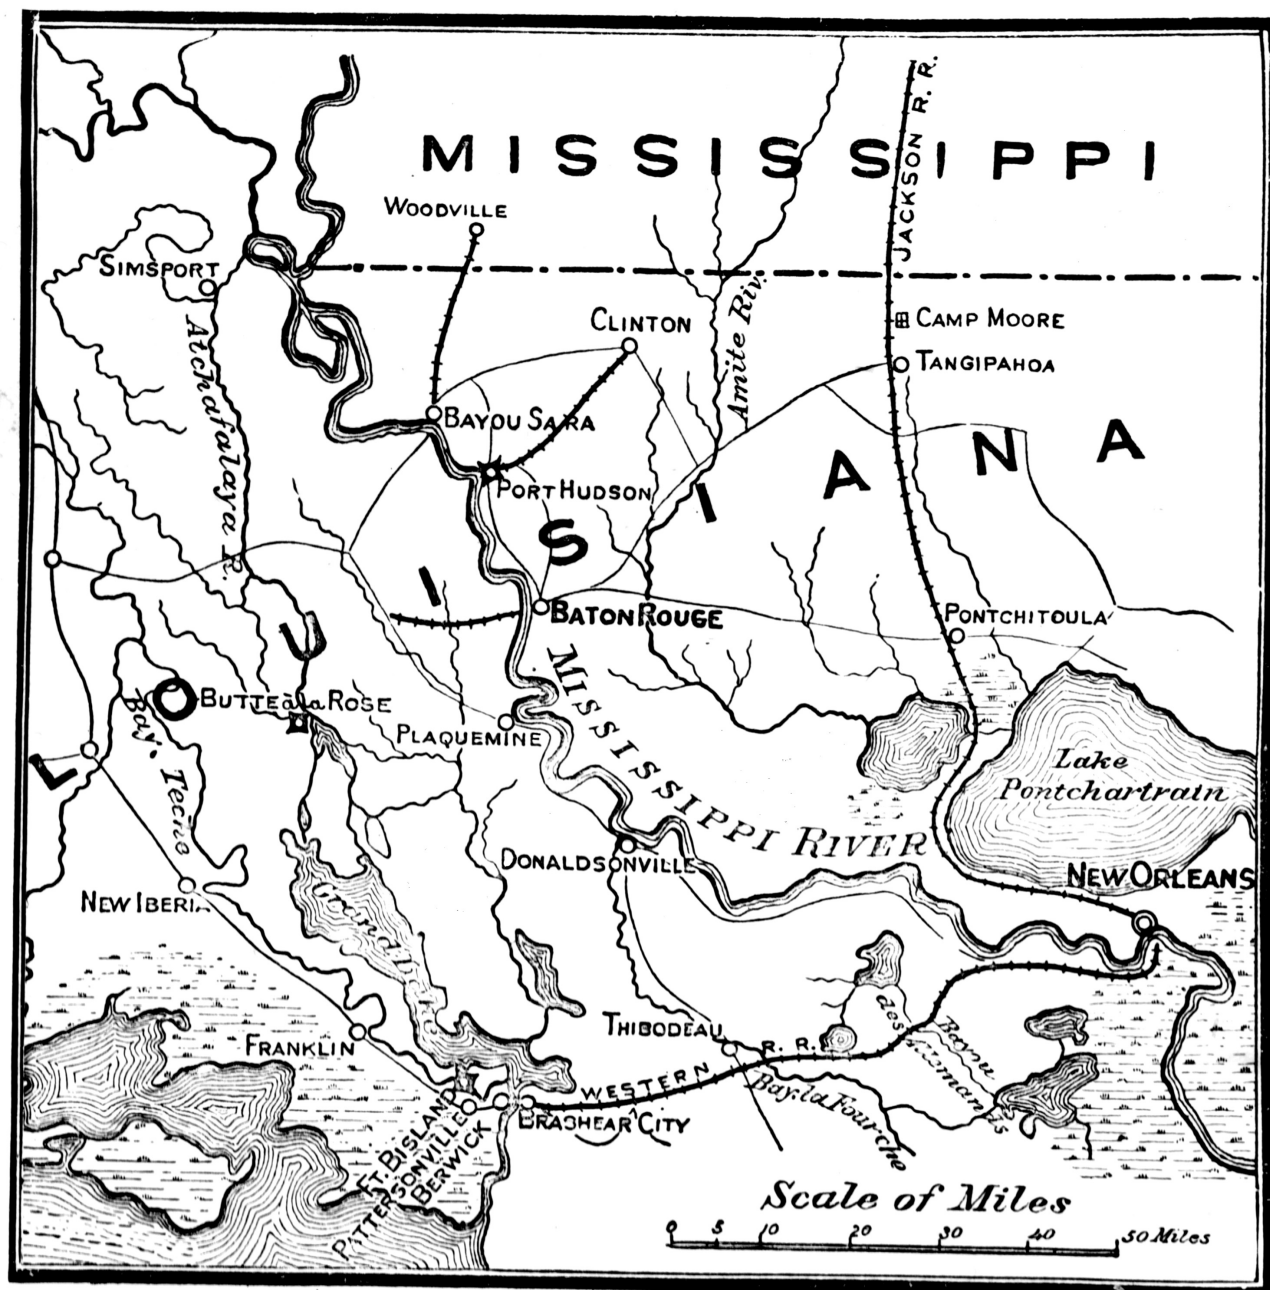 MISSISSIPPI
JACKSON R. R.
WOODVILLE
SIMSPORT
CLINTON
CAMP MOORE
TANGIPAHOA
Amite Riv.
Atchafalaya R.
BAYOU SARA
PORT HUDSON
LOUISIANA
BATON ROUGE
PONTCHITOULA
BUTTE à la ROSE
Bay. Teche
PLAQUEMINE
MISSISSIPPI RIVER
Lake
Pontchartrain
DONALDSONVILLE
NEW ORLEANS
NEW IBERIA
Grand Lake
THIBODEAU
FRANKLIN
WESTERN R. R.
Bayou
des
Bay. la Fourche
FT. BISLAND
PATTERSONVILLE
BERWICK
BRASHEAR CITY
Scale of Miles
0 5 10 20 30 40 50 Miles